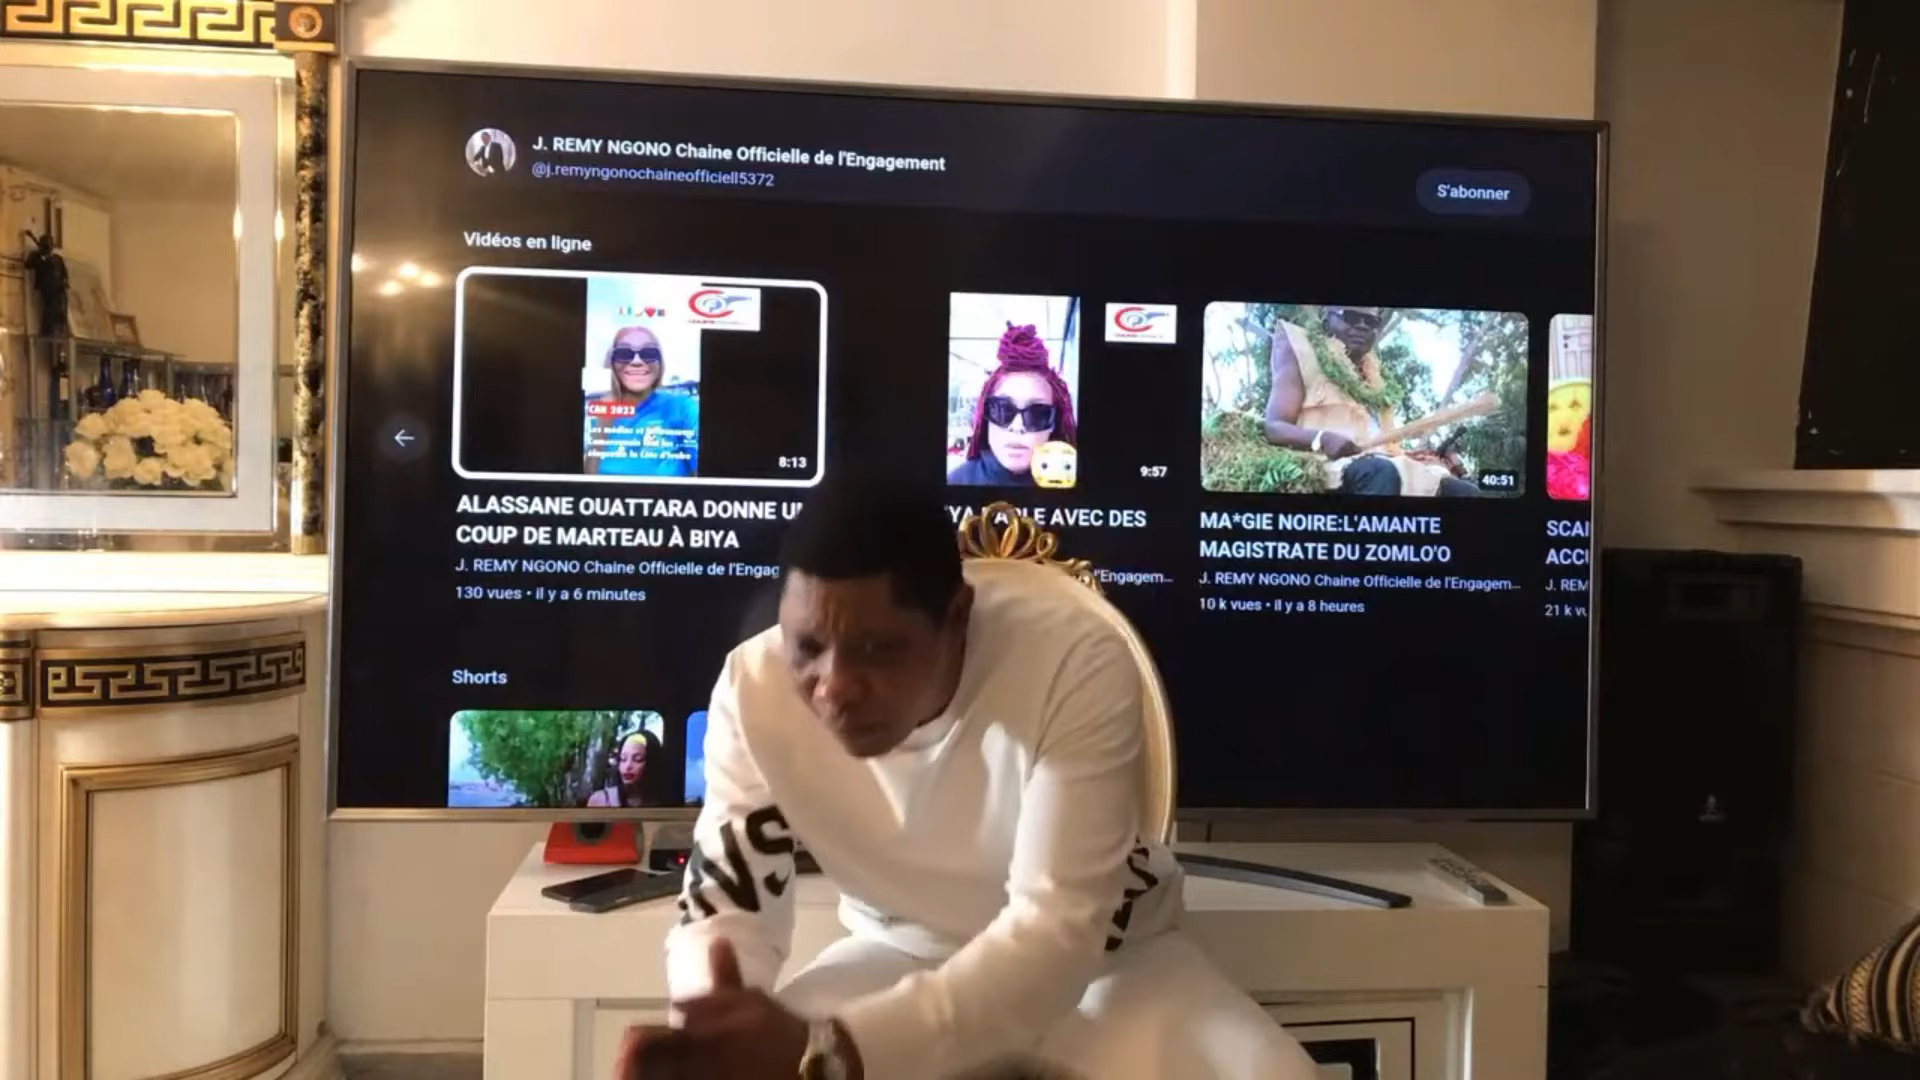 J. REMY NGONO Chaine Officielle de l'Engagement
@j.remyngonochaineofficiell5372
S'abonner
Vidéos en ligne
CAN 2023
8:13
9:57
40:51
ALASSANE OUATTARA DONNE
COUP DE MARTEAU À BIYA
J. REMY NGONO Chaine Officielle de l'Engag
130 vues • il y a 6 minutes
AVEC DES
l'Engagem...
MA*GIE NOIRE:L'AMANTE
MAGISTRATE DU ZOMLO'O
J. REMY NGONO Chaine Officielle de l'Engagem...
10 k vues • il y a 8 heures
SCA
ACC
J. REM
21 k vu
Shorts